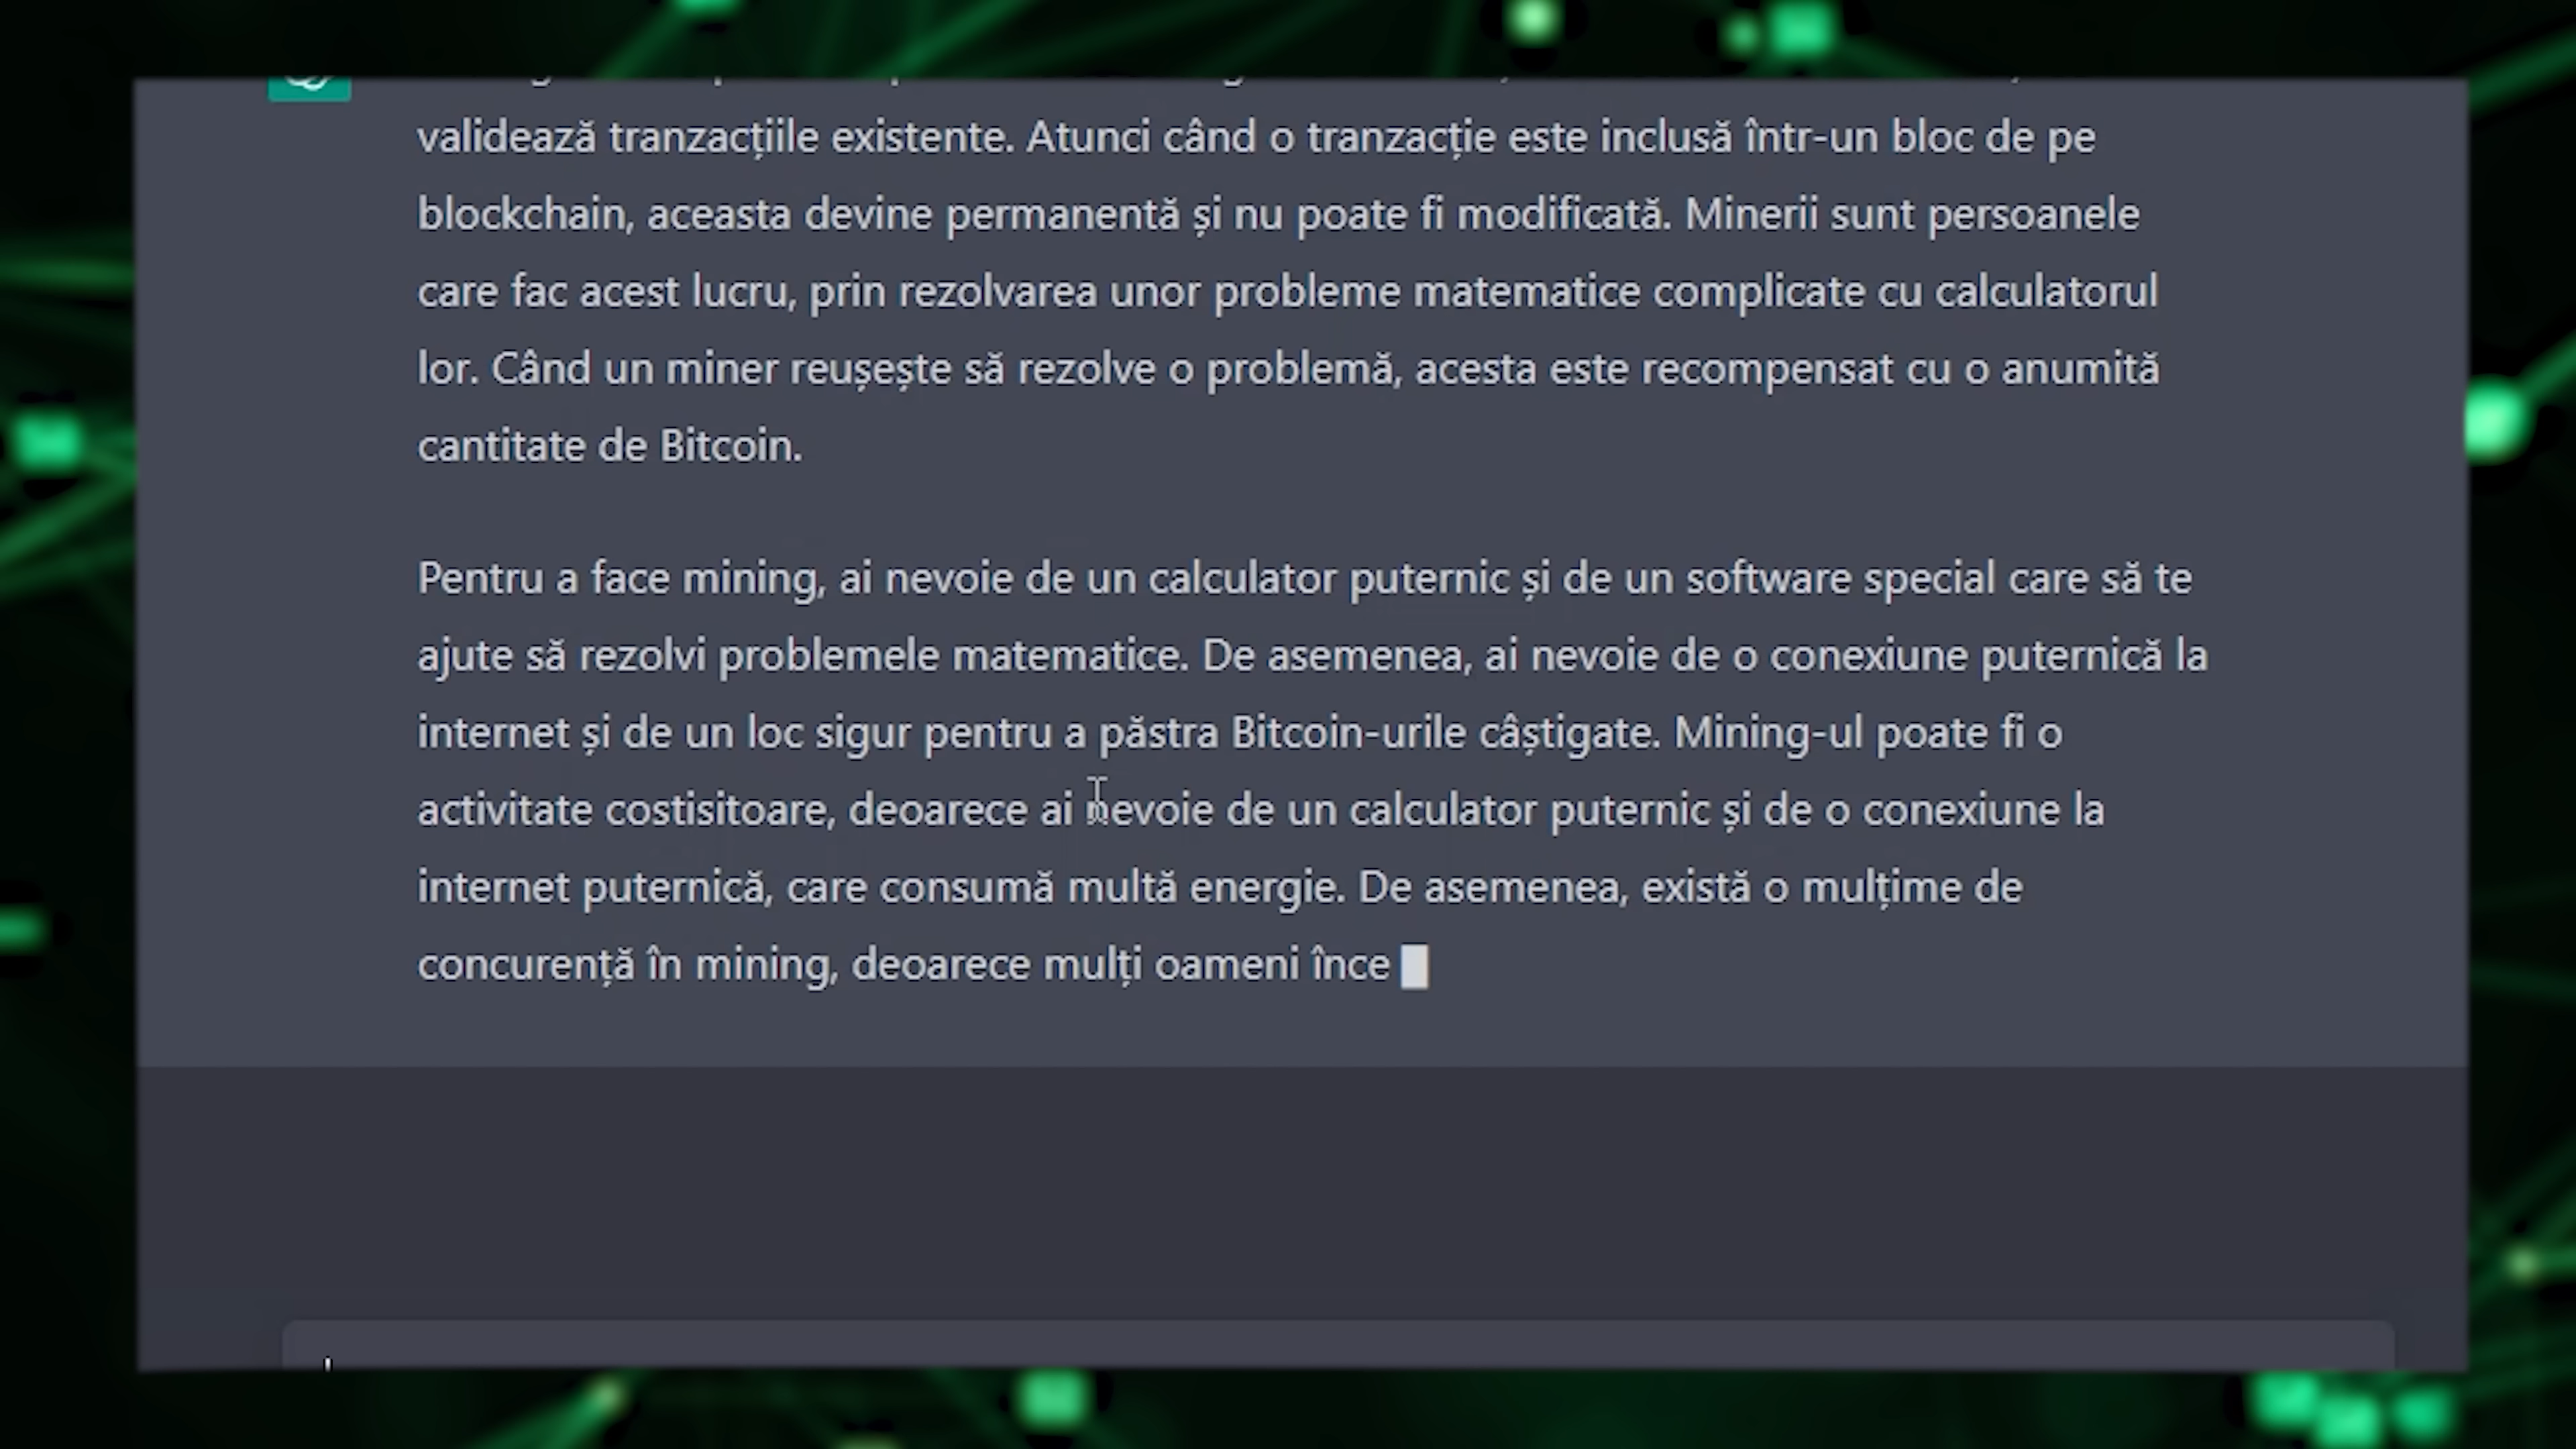 validează tranzacțiile existente. Atunci când o tranzacție este inclusă într-un bloc de pe
blockchain, aceasta devine permanentă și nu poate fi modificată. Minerii sunt persoanele
care fac acest lucru, prin rezolvarea unor probleme matematice complicate cu calculatorul
lor. Când un miner reușește să rezolve o problemă, acesta este recompensat cu o anumită
cantitate de Bitcoin.
Pentru a face mining, ai nevoie de un calculator puternic și de un software special care să te
ajute să rezolvi problemele matematice. De asemenea, ai nevoie de o conexiune puternică la
internet și de un loc sigur pentru a păstra Bitcoin-urile câștigate. Mining-ul poate fi o
activitate costisitoare, deoarece ai nevoie de un calculator puternic și de o conexiune la
internet puternică, care consumă multă energie. De asemenea, există o mulțime de
concurență în mining, deoarece mulți oameni înce